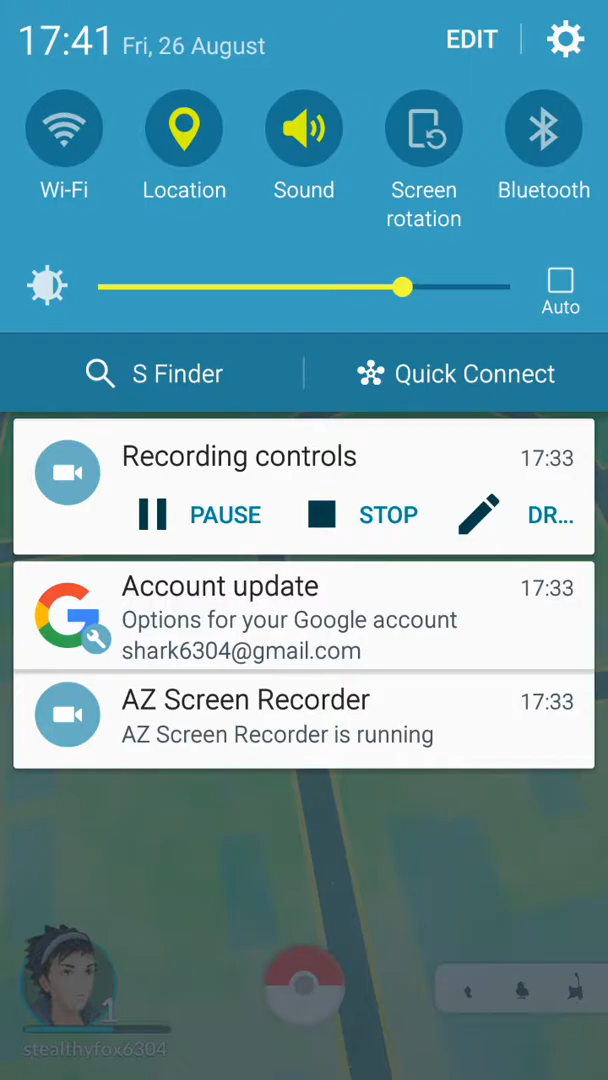 17:41 Fri, 26 August EDIT
Wi-Fi Location Sound Screen rotation Bluetooth
Auto
S Finder Quick Connect
Recording controls 17:33
PAUSE STOP DR...
Account update 17:33
Options for your Google account
shark6304@gmail.com
AZ Screen Recorder 17:33
AZ Screen Recorder is running
1
stealthyfox6304